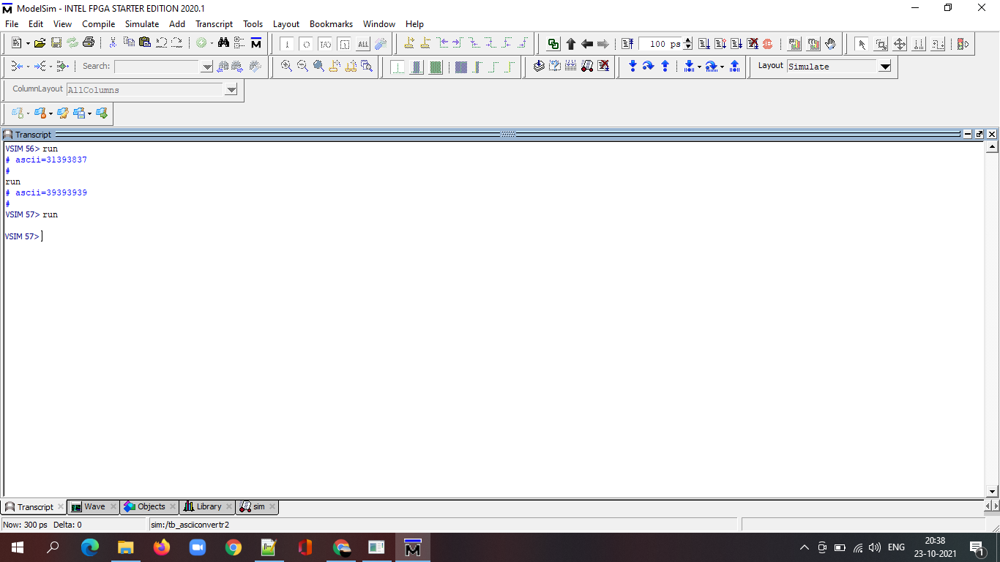 ModelSim - INTEL FPGA STARTER EDITION 2020.1
File Edit View Compile Simulate Add Transcript Tools Layout Bookmarks Window Help
100 ps
Search:
Layout Simulate
ColumnLayout AllColumns
Transcript
VSIM 56> run
# ascii=31393837
#
run
# ascii=39393939
#
VSIM 57> run
VSIM 57>
Transcript Wave Objects Library sim
Now: 300 ps Delta: 0 sim:/tb_asciiconvertr2
ENG
20:38
23-10-2021
1